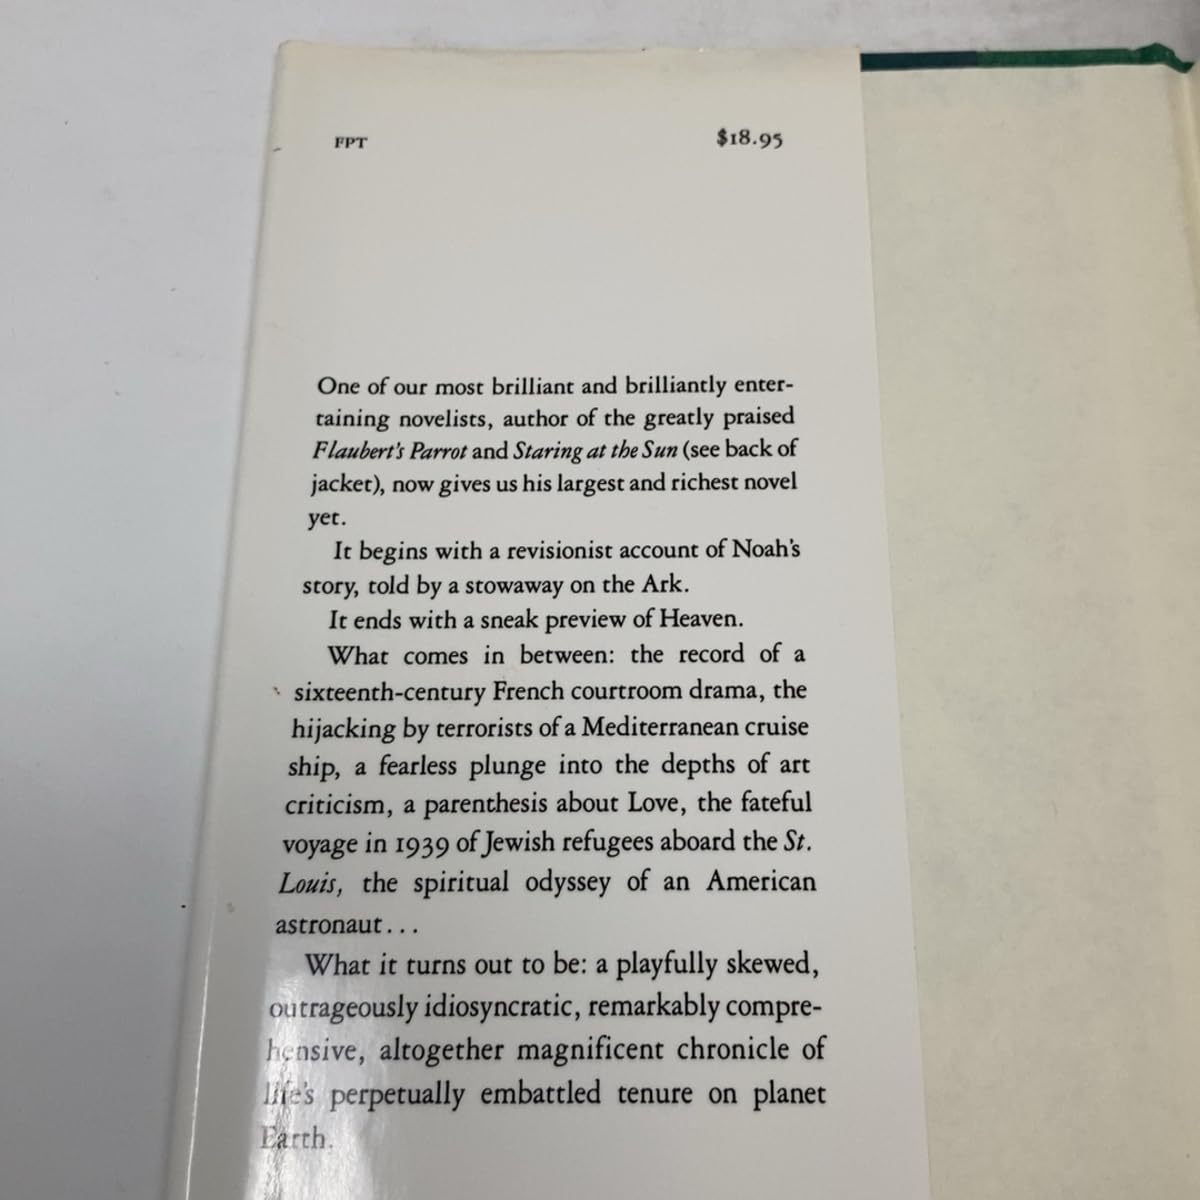 FPT $18.95
One of our most brilliant and brilliantly enter-
taining novelists, author of the greatly praised
Flaubert's Parrot and Staring at the Sun (see back of
jacket), now gives us his largest and richest novel
yet.
It begins with a revisionist account of Noah's
story, told by a stowaway on the Ark.
It ends with a sneak preview of Heaven.
What comes in between: the record of a
sixteenth-century French courtroom drama, the
hijacking by terrorists of a Mediterranean cruise
ship, a fearless plunge into the depths of art
criticism, a parenthesis about Love, the fateful
voyage in 1939 of Jewish refugees aboard the St.
Louis, the spiritual odyssey of an American
astronaut...
What it turns out to be: a playfully skewed,
outrageously idiosyncratic, remarkably compre-
hensive, altogether magnificent chronicle of
life's perpetually embattled tenure on planet
Earth.